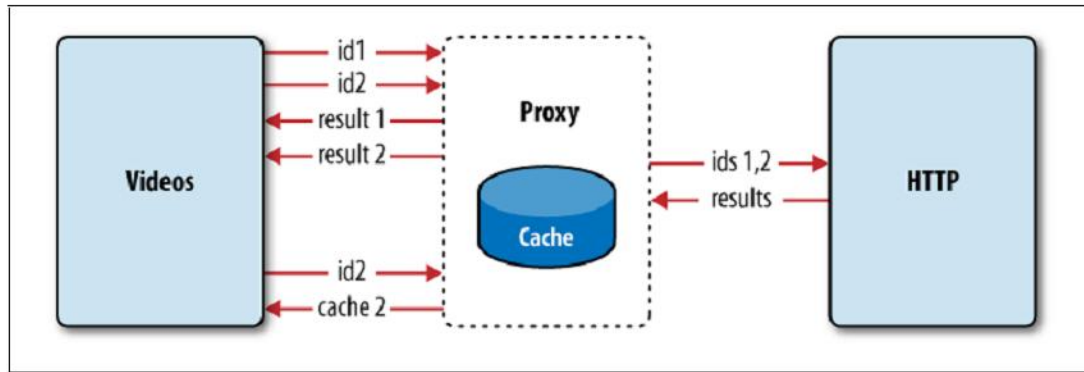 id1
id2
result 1
result 2
Videos
id2
cache 2
Proxy
Cache
ids 1,2
results
HTTP